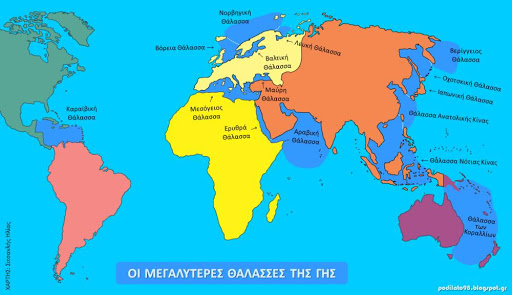 Νορβηγική
Θάλασσα
Βόρεια Θάλασσα
Λευκή Θάλασσα
Βαλτική
Θάλασσα
Βερίγγειος
Θάλασσα
Οχοτσκική Θάλασσα
Ιαπωνική Θάλασσα
Μαύρη
Θάλασσα
Μεσόγειος
Θάλασσα
Καραϊβική
Θάλασσα
Θάλασσα Ανατολικής Κίνας
Ερυθρά
Θάλασσα
Αραβική
Θάλασσα
Θάλασσα Νότιας Κίνας
Θάλασσα
των
Κοραλλίων
ΟΙ ΜΕΓΑΛΥΤΕΡΕΣ ΘΑΛΑΣΣΕΣ ΤΗΣ ΓΗΣ
ΧΑΡΤΗΣ: Ηλίας
podilato98.blogspot.gr